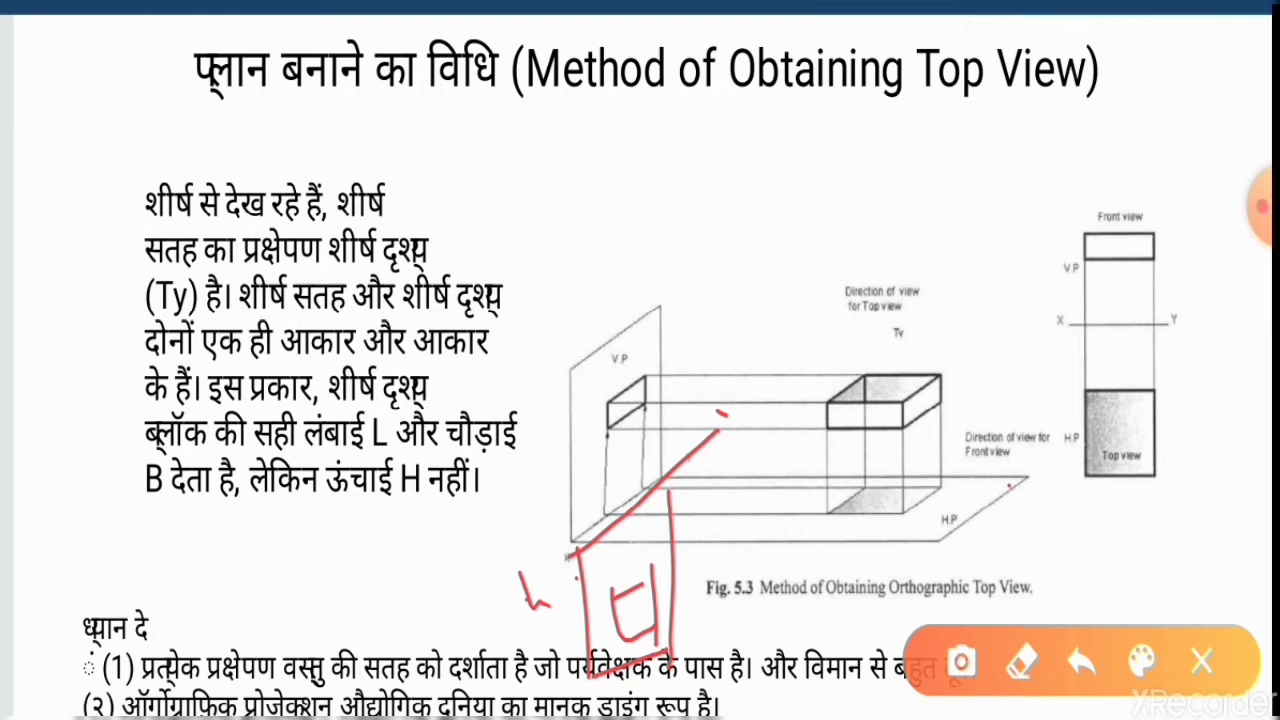 प्लान बनाने का विधि (Method of Obtaining Top View)
शीर्ष से देख रहे हैं, शीर्ष
सतह का प्रक्षेपण शीर्ष दृश्य
(Ty) है। शीर्ष सतह और शीर्ष दृश्य
दोनों एक ही आकार और आकार
के हैं। इस प्रकार, शीर्ष दृश्य
ब्लॉक की सही लंबाई L और चौड़ाई
B देता है, लेकिन ऊंचाई H नहीं।
Front view
V.P
X
Y
H.P
Top view
Direction of view
for Top view
Tv
V.P
Direction of view for
Front view
H.P
h
Fig. 5.3 Method of Obtaining Orthographic Top View.
ध्यान दे
(1) प्रत्येक प्रक्षेपण वस्तु की सतह को दर्शाता है जो पर्यवेक्षक के पास है। और विमान से
(२) ऑर्गोग्राफिक प्रोजेक्शन औद्योगिक दुनिया का मानक ड्राइंग रूप है।
XRecorder